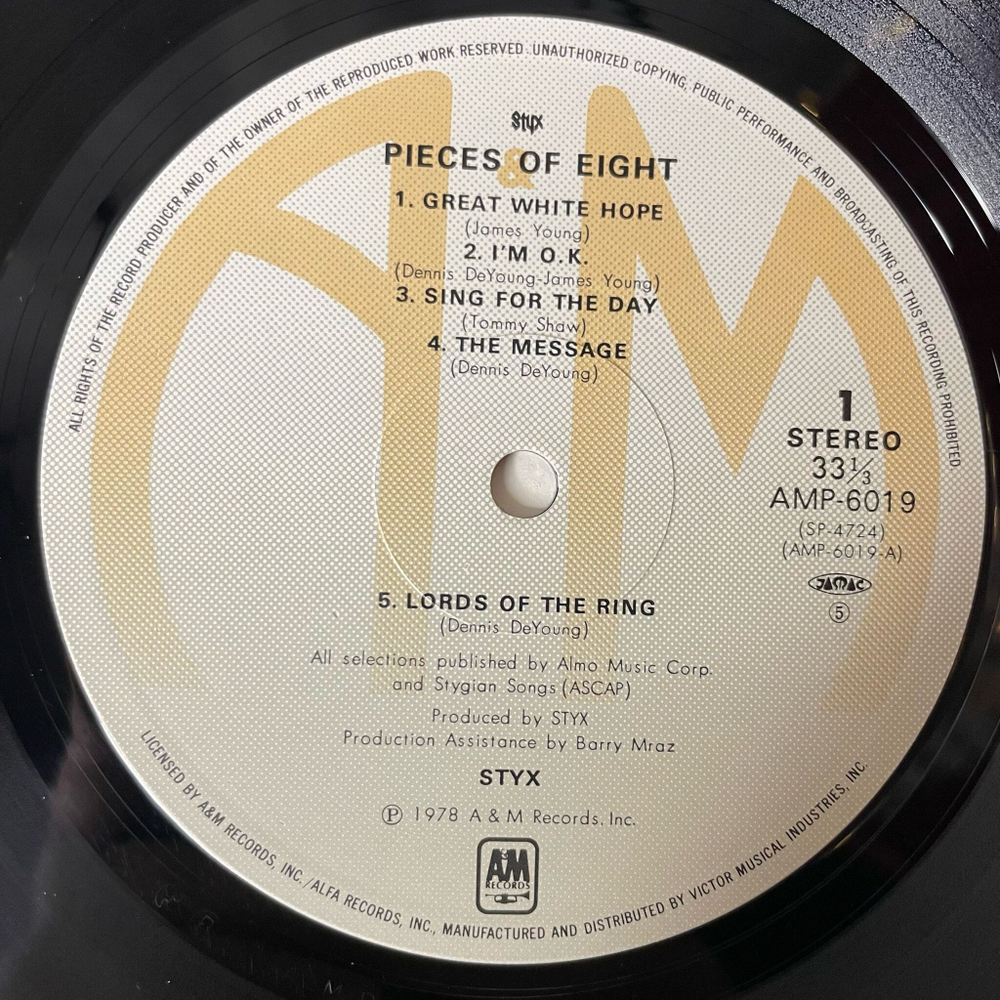 ALL RIGHTS OF THE RECORD PRODUCER AND OF THE OWNER OF THE REPRODUCED WORK RESERVED. UNAUTHORIZED COPYING, PUBLIC PERFORMANCE AND BROADCASTING OF THIS RECORDING PROHIBITED.
A&M
Styx
PIECES OF EIGHT
1. GREAT WHITE HOPE
(James Young)
2. I'M O.K.
(Dennis DeYoung-James Young)
3. SING FOR THE DAY
(Tommy Shaw)
4. THE MESSAGE
(Dennis DeYoung)
1
STEREO
33 1/3
AMP-6019
(SP-4724)
(AMP-6019-A)
JASRAC
⑤
5. LORDS OF THE RING
(Dennis DeYoung)
All selections published by Almo Music Corp.
and Stygian Songs (ASCAP)
Produced by STYX
Production Assistance by Barry Mraz
STYX
Ⓟ 1978 A & M Records. Inc.
A&M
RECORDS
LICENSED BY A&M RECORDS, INC./ALFA RECORDS, INC., MANUFACTURED AND DISTRIBUTED BY VICTOR MUSICAL INDUSTRIES, INC.